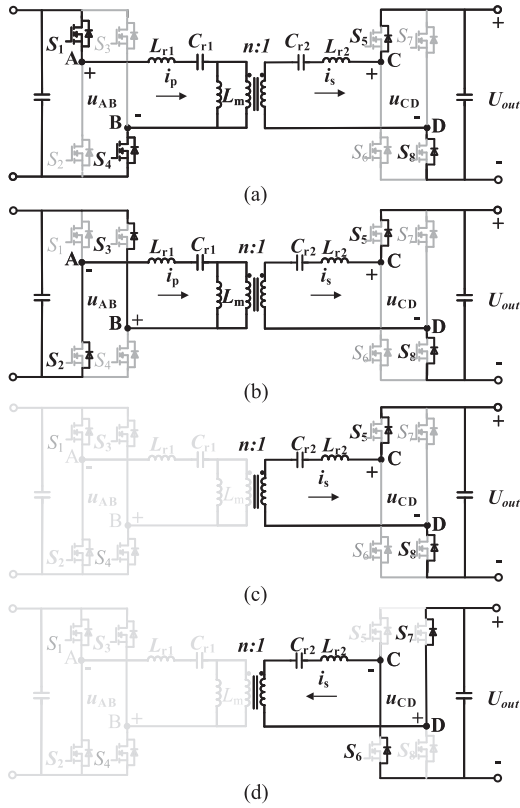 S1 S3 Lr1 Cr1 n:1 Cr2 Lr2 S5 S7 +
A + ip is + C
uAB Lm uCD Uout
B - - D
S2 S4 S6 S8 -
(a)
S1 S3 Lr1 Cr1 n:1 Cr2 Lr2 S5 S7 +
A - ip is + C
uAB Lm uCD Uout
B + - D
S2 S4 S6 S8 -
(b)
S1 S3 Lr1 Cr1 n:1 Cr2 Lr2 S5 S7 +
A - is + C
uAB Lm uCD Uout
B + - D
S2 S4 S6 S8 -
(c)
S1 S3 Lr1 Cr1 n:1 Cr2 Lr2 S5 S7 +
A - is - C
uAB Lm uCD Uout
B + + D
S2 S4 S6 S8 -
(d)